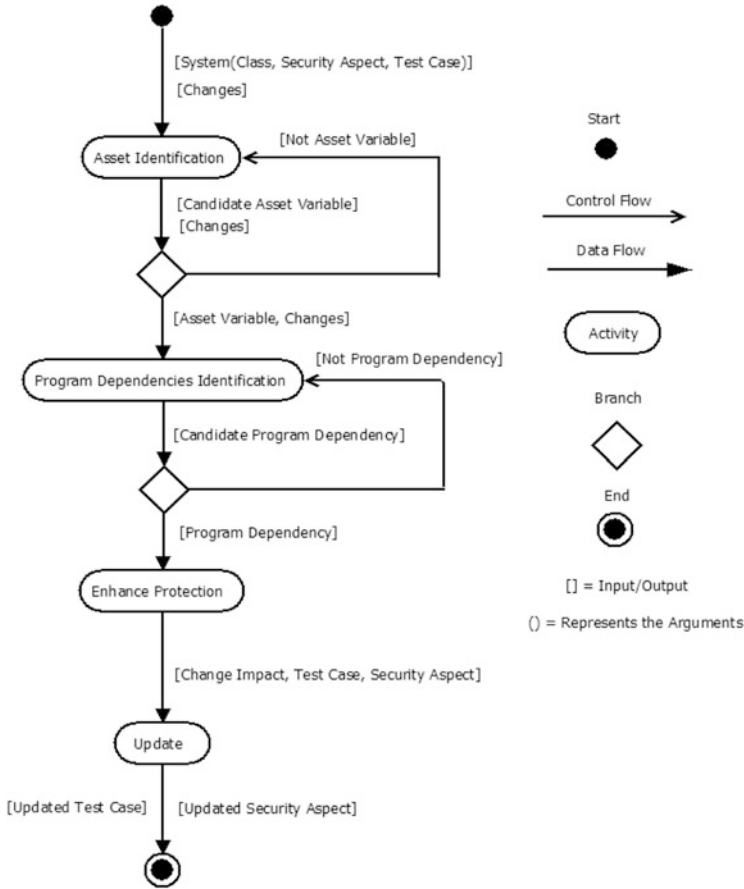 [System(Class, Security Aspect, Test Case)]
[Changes]
Asset Identification
[Not Asset Variable]
[Candidate Asset Variable]
[Changes]
[Asset Variable, Changes]
[Not Program Dependency]
Program Dependencies Identification
[Candidate Program Dependency]
[Program Dependency]
Enhance Protection
[Change Impact, Test Case, Security Aspect]
Update
[Updated Test Case]
[Updated Security Aspect]
Start
Control Flow
Data Flow
Activity
Branch
End
[] = Input/Output
() = Represents the Arguments